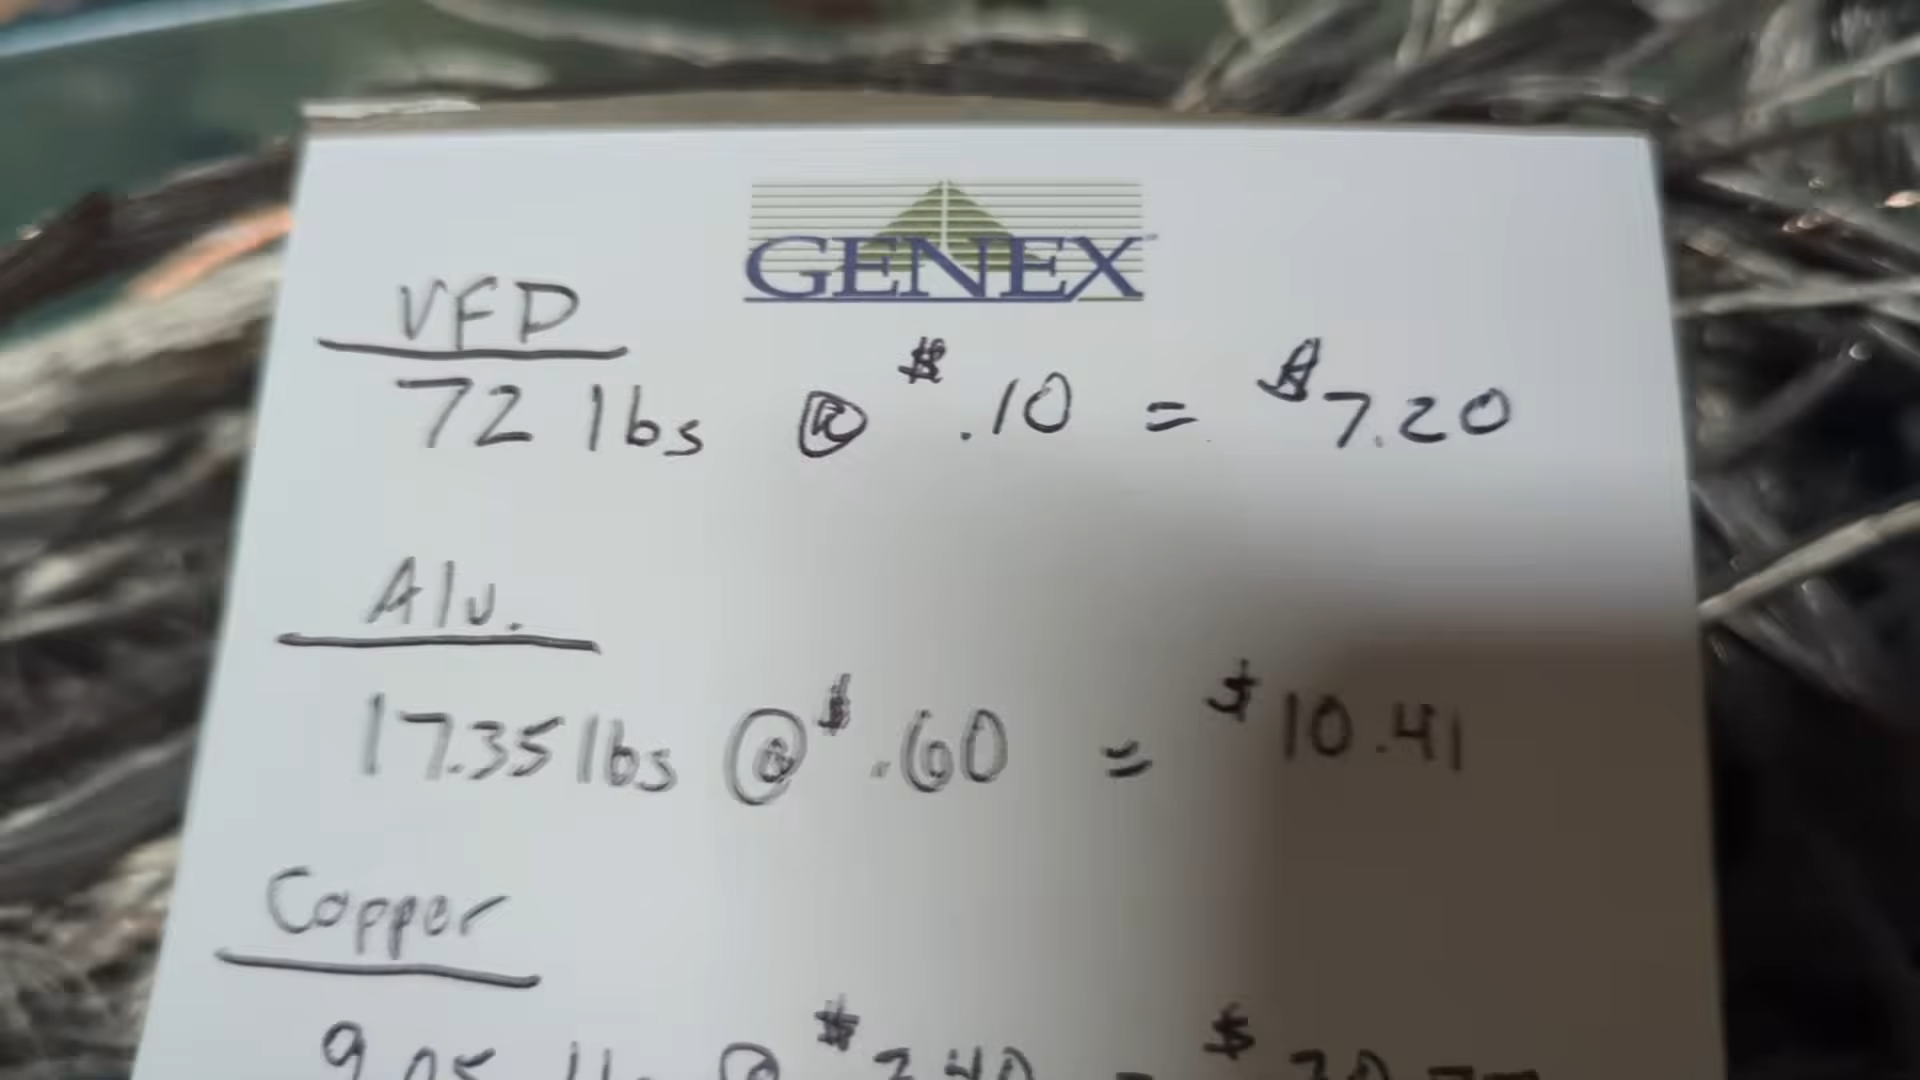 GENEX
VFD
72 lbs @ $.10 = $7.20
Alu.
17.35 lbs @ $.60 = $10.41
Copper